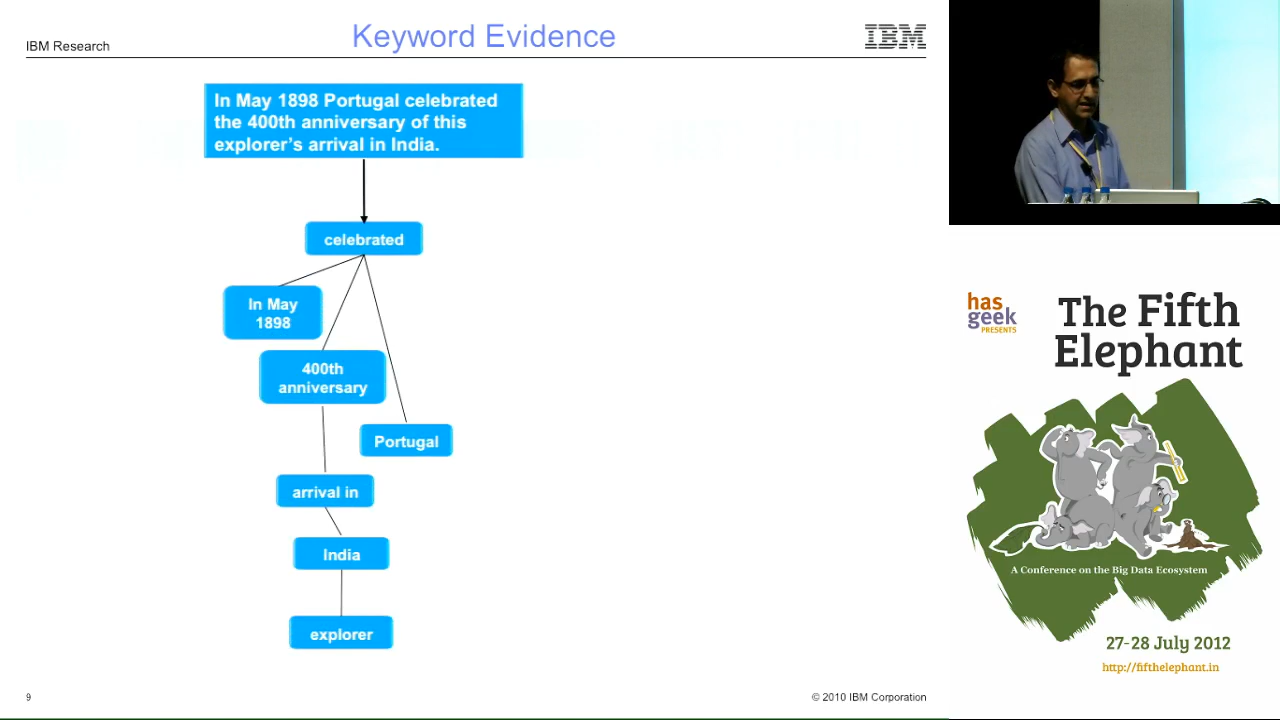 IBM Research
Keyword Evidence
IBM
In May 1898 Portugal celebrated
the 400th anniversary of this
explorer's arrival in India.
celebrated
In May
1898
400th
anniversary
Portugal
arrival in
India
explorer
9
© 2010 IBM Corporation
has
geek
PRESENTS
The Fifth
Elephant
A Conference on the Big Data Ecosystem
27-28 July 2012
http://fifthelephant.in